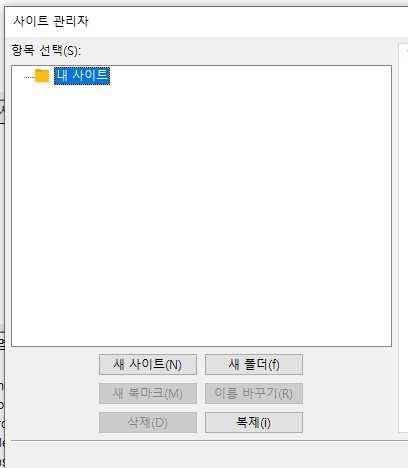 사이트 관리자
항목 선택(S):
내 사이트
새 사이트(N)
새 폴더(f)
새 북마크(M)
이름 바꾸기(R)
삭제(D)
복제(i)